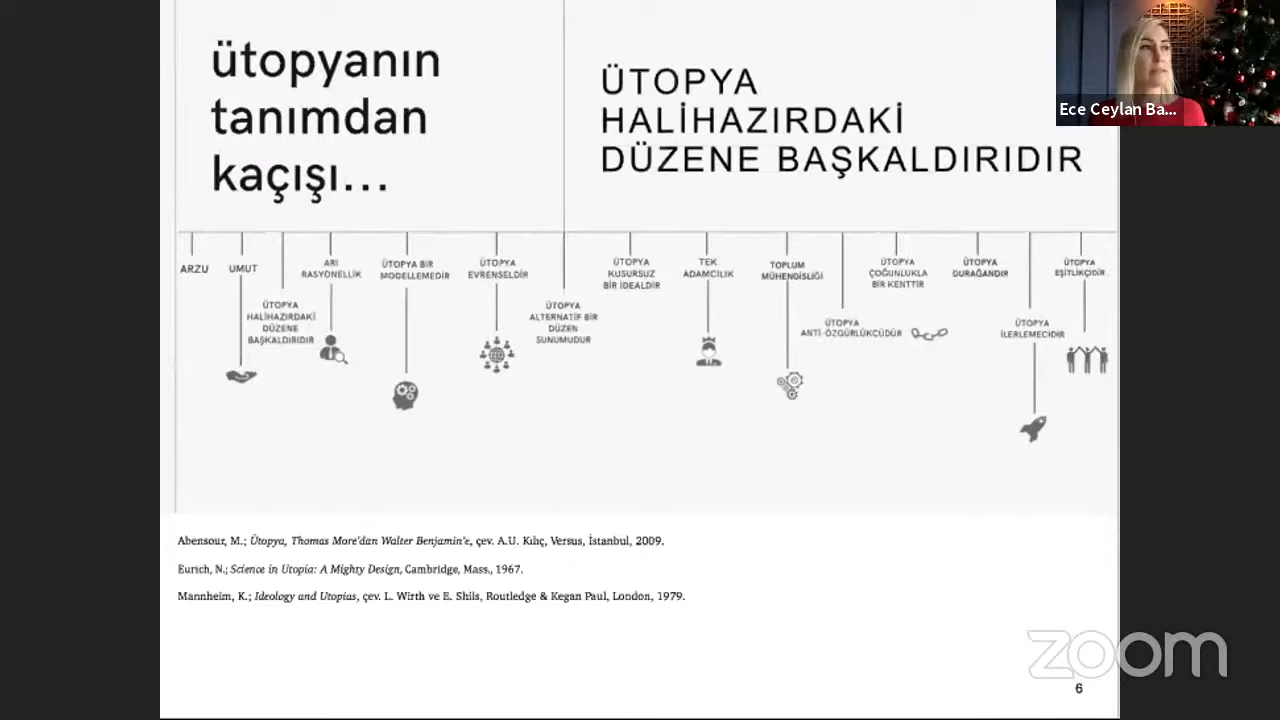 ütopyanın
tanımdan
kaçışı...
ÜTOPYA
HALİHAZIRDAKİ
DÜZENE BAŞKALDIRIDIR
Ece Ceylan Ba...
ARZU
UMUT
ÜTOPYA
HALİHAZIRDAKİ
DÜZENE
BAŞKALDIRIDIR
ARI
RASYONELLİK
ÜTOPYA BİR
MODELLEMEDİR
ÜTOPYA
EVRENSELDİR
ÜTOPYA
ALTERNATİF BİR
DÜZEN
SUNUMUDUR
ÜTOPYA
KUSURSUZ
BİR İDEALDİR
TEK
ADAMCILIK
TOPLUM
MÜHENDİSLİĞİ
ÜTOPYA
ANTİ-ÖZGÜRLÜKCÜDÜR
ÜTOPYA
ÇOĞUNLUKLA
BİR KENTTİR
ÜTOPYA
DURAĞANDIR
ÜTOPYA
İLERLEMECİDİR
ÜTOPYA
EŞİTLİKÇİDİR
Abensour, M.; Ütopya, Thomas More'dan Walter Benjamin'e, çev. A.U. Kılıç, Versus, İstanbul, 2009.
Eurich, N.; Science in Utopia: A Mighty Design, Cambridge, Mass., 1967.
Mannheim, K.; Ideology and Utopias, çev. L. Wirth ve E. Shils, Routledge & Kegan Paul, London, 1979.
zoom
6